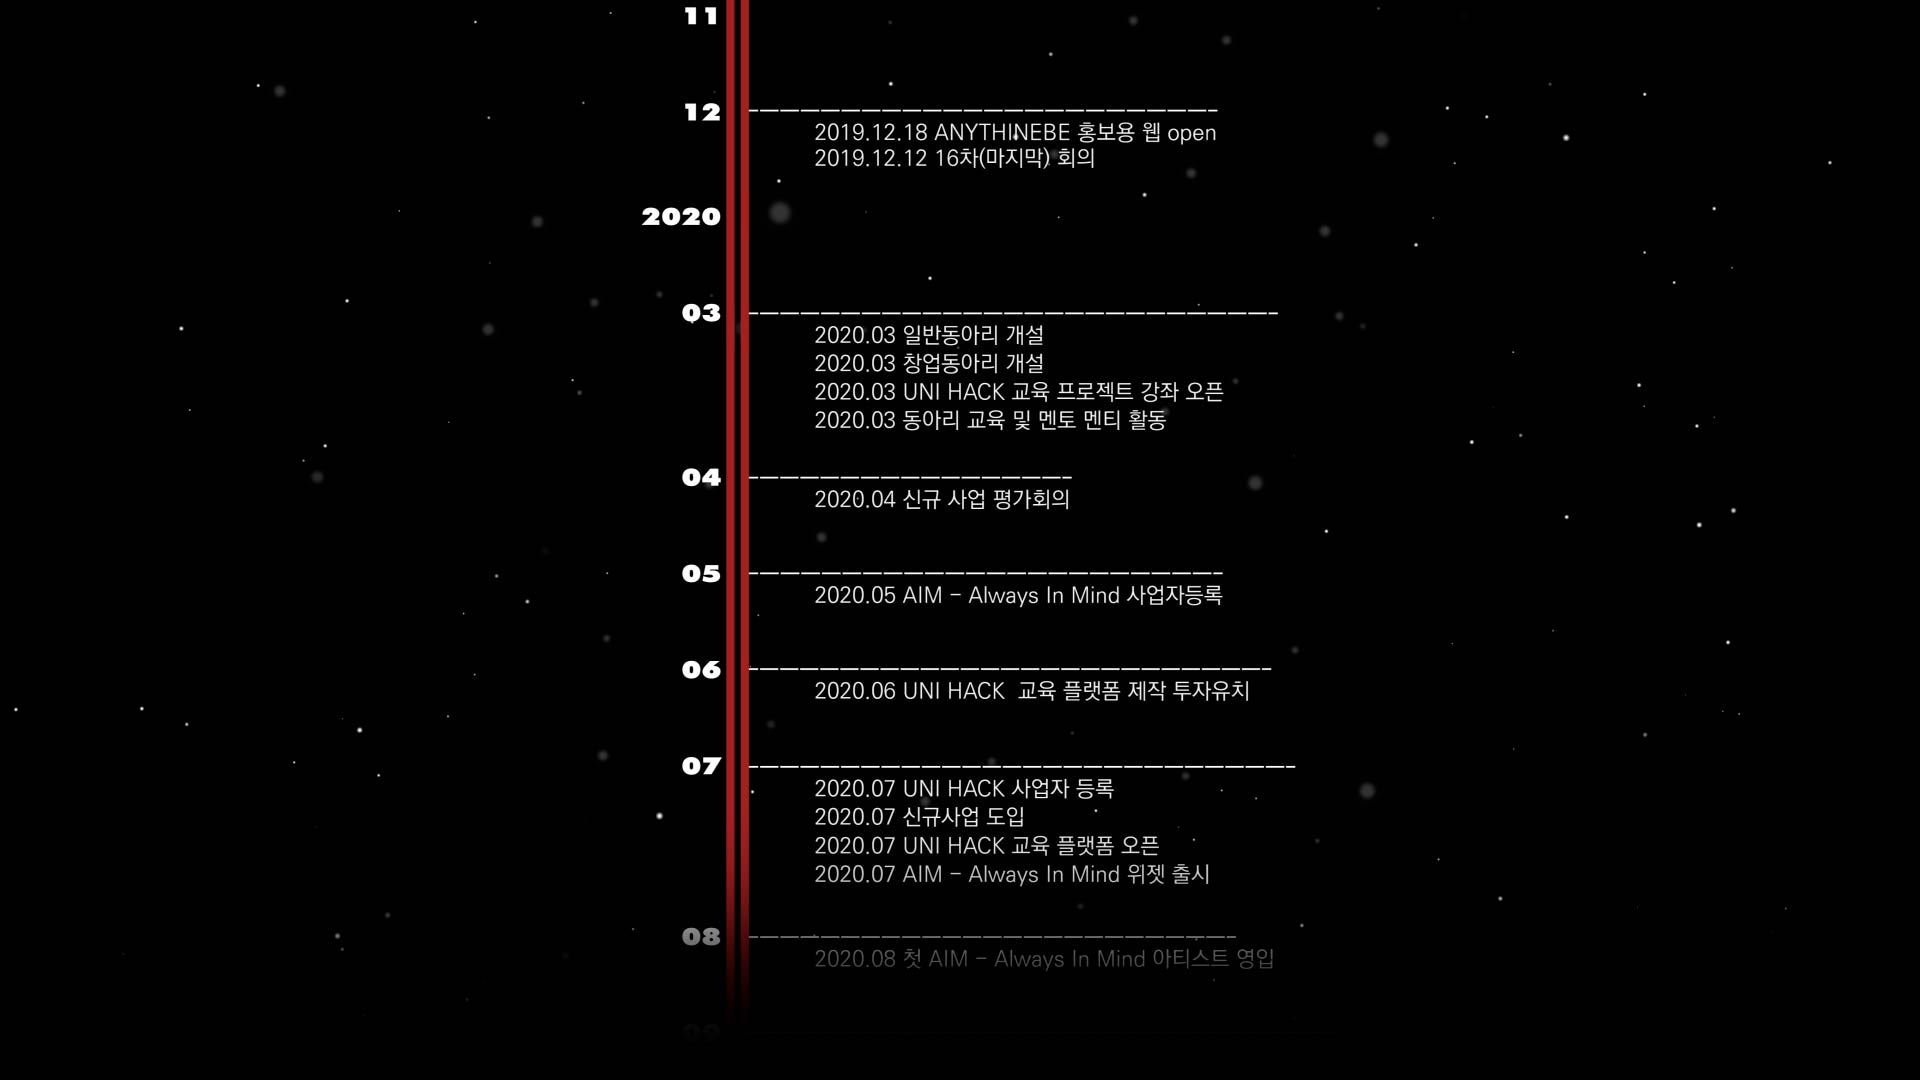 11
12
2019.12.18 ANYTHINEBE 홍보용 웹 open
2019.12.12 16차(마지막) 회의
2020
03
2020.03 일반동아리 개설
2020.03 창업동아리 개설
2020.03 UNI HACK 교육 프로젝트 강좌 오픈
2020.03 동아리 교육 및 멘토 멘티 활동
04
2020.04 신규 사업 평가회의
05
2020.05 AIM - Always In Mind 사업자등록
06
2020.06 UNI HACK  교육 플랫폼 제작 투자유치
07
2020.07 UNI HACK 사업자 등록
2020.07 신규사업 도입
2020.07 UNI HACK 교육 플랫폼 오픈
2020.07 AIM - Always In Mind 위젯 출시
08
2020.08 첫 AIM - Always In Mind 아티스트 영입
09